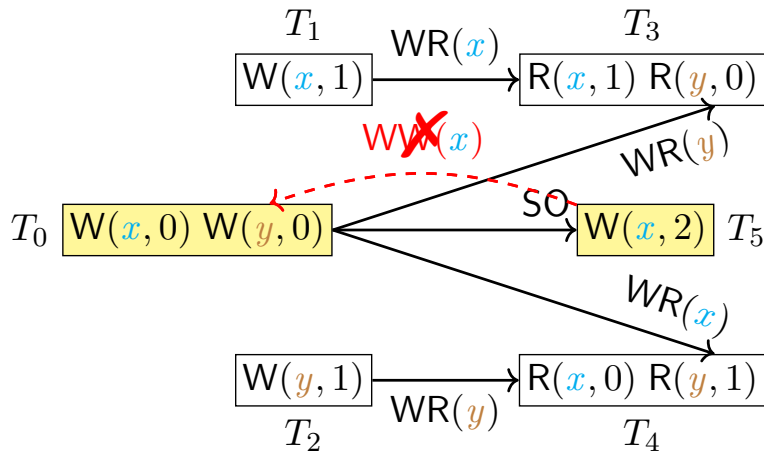 T₁ T₃
W(x, 1) WR(x) R(x, 1) R(y, 0)
WW(x) WR(y)
T₀ W(x, 0) W(y, 0) SO W(x, 2) T₅
WR(x)
W(y, 1) WR(y) R(x, 0) R(y, 1)
T₂ T₄